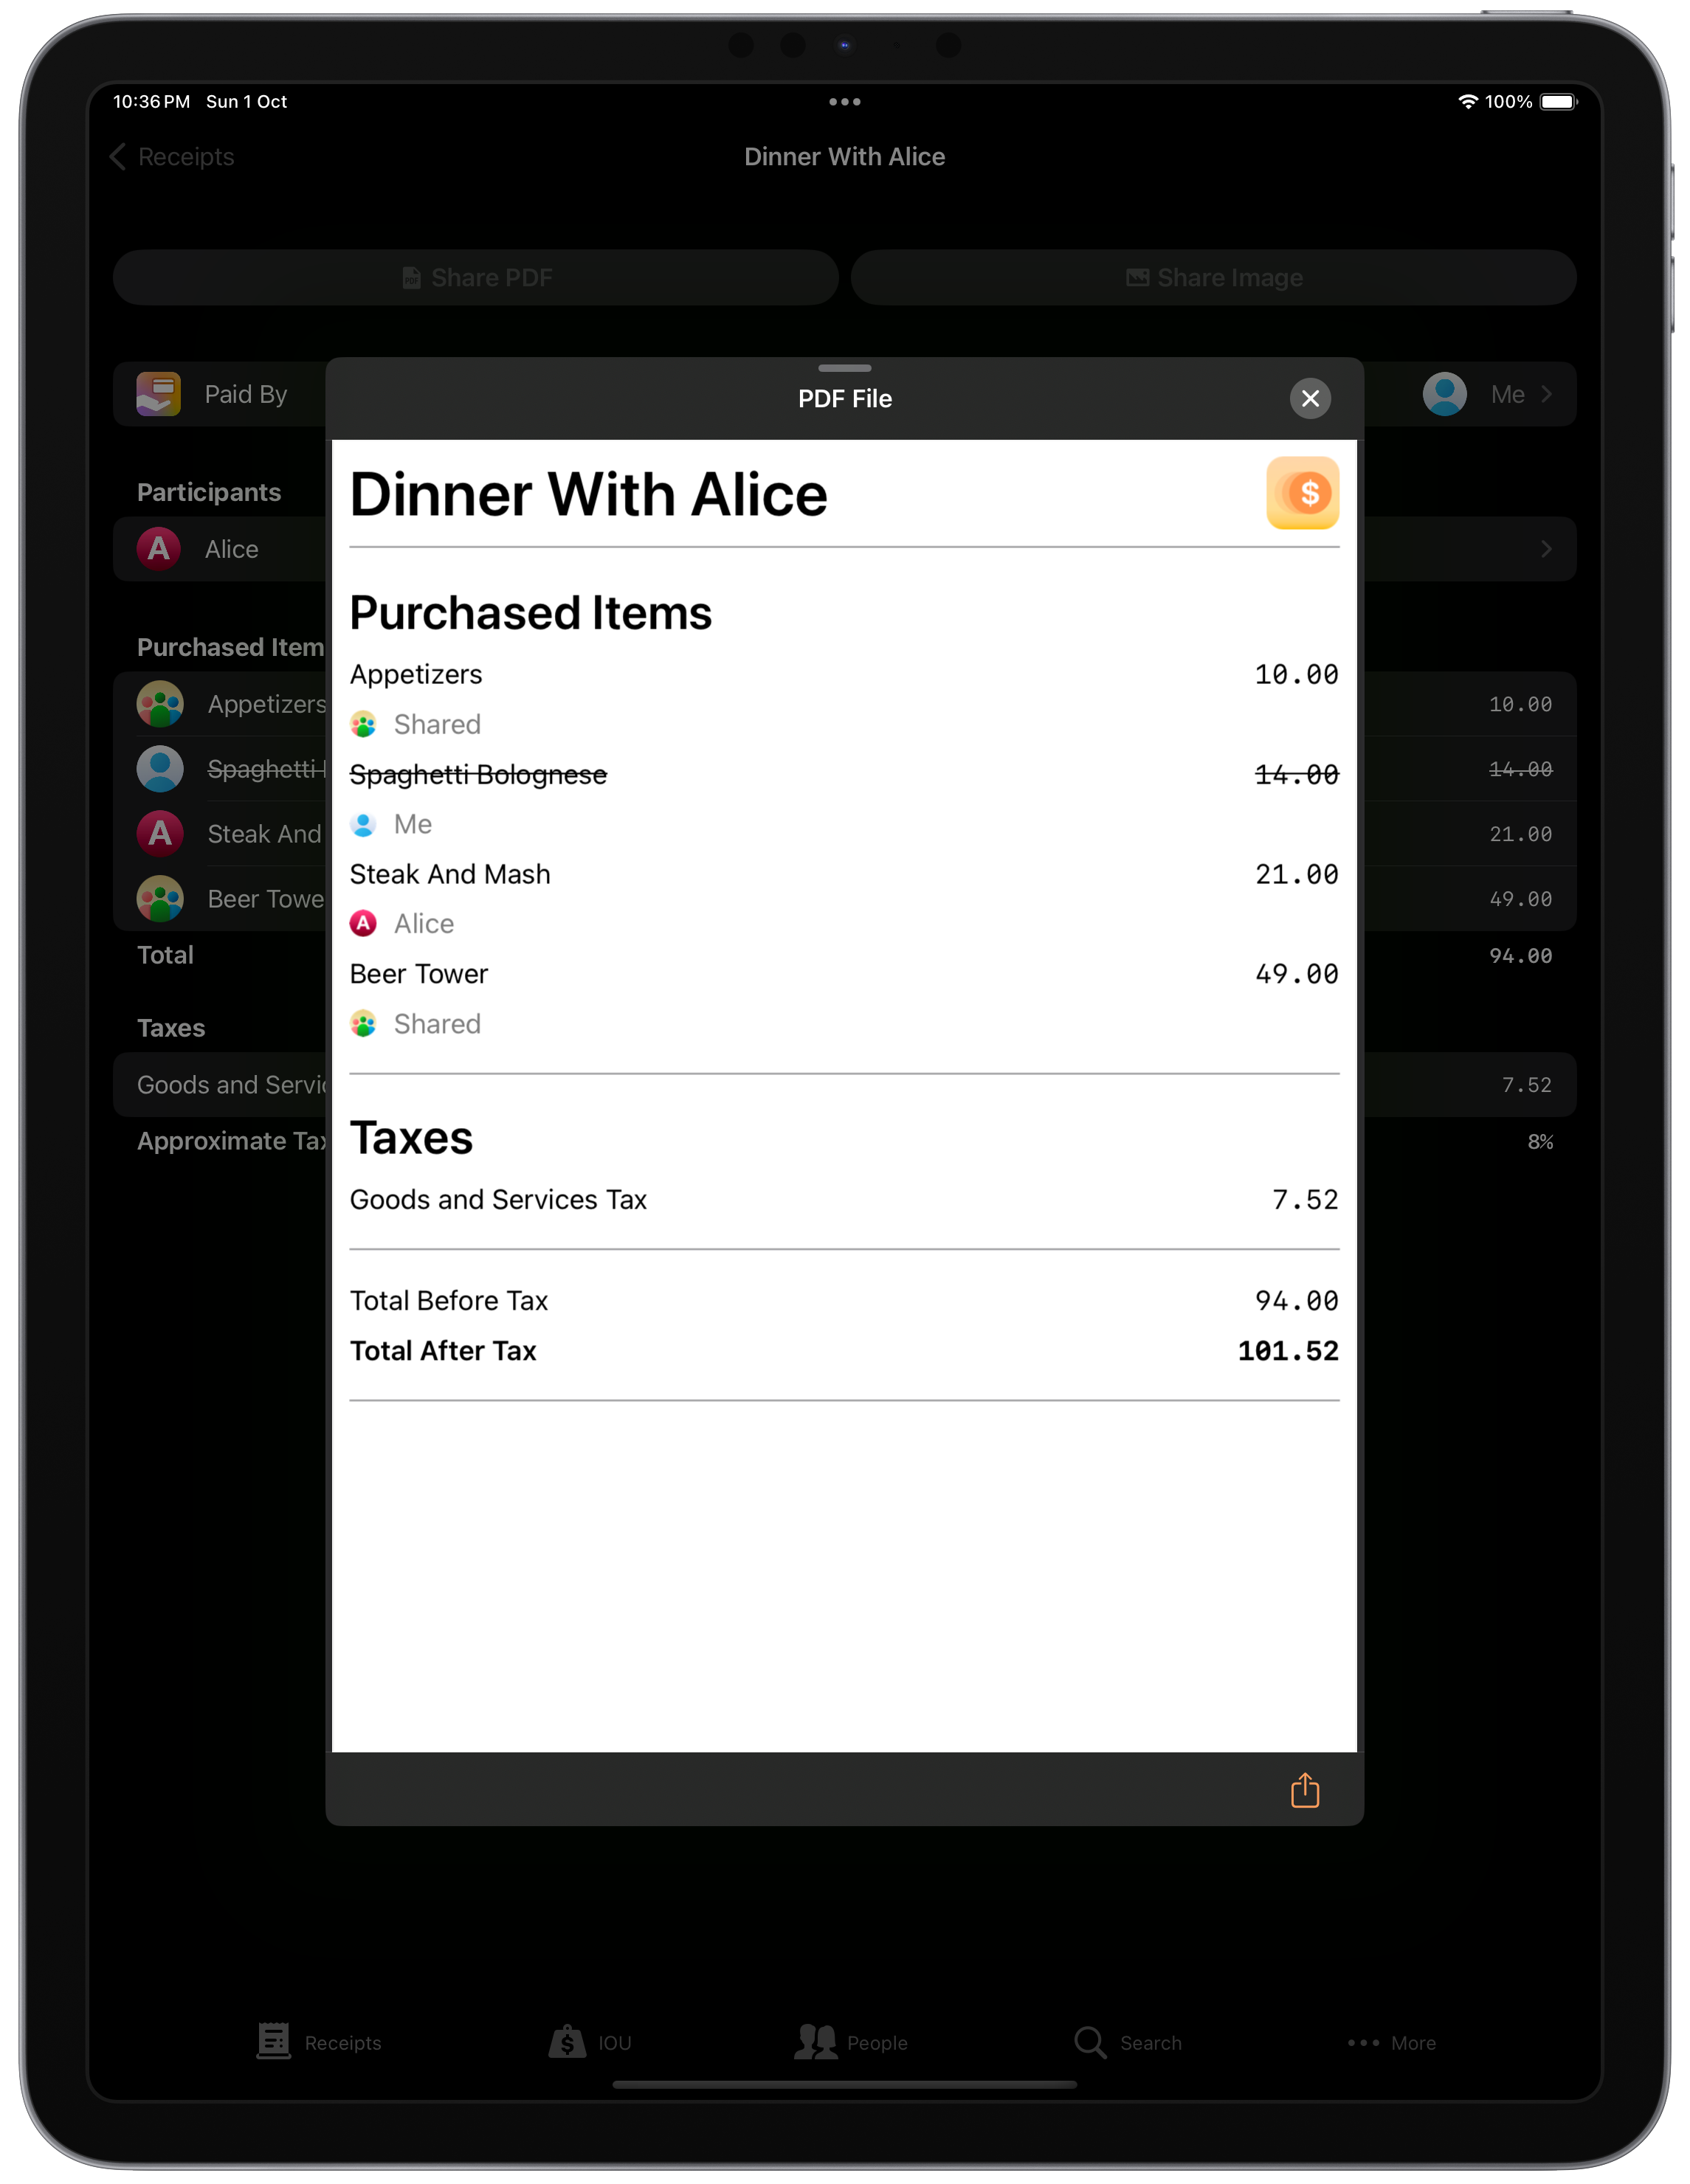 10:36 PM Sun 1 Oct 100%
Receipts Dinner With Alice
Share PDF Share Image
Paid By Me
PDF File
Participants
A Alice
Purchased Item
Appetizers 10.00
Spaghetti 14.00
A Steak And 21.00
Beer Towe 49.00
Total 94.00
Taxes
Goods and Servic 7.52
Approximate Tax 8%
Dinner With Alice
$
Purchased Items
Appetizers 10.00
Shared
Spaghetti Bolognese 14.00
Me
Steak And Mash 21.00
A Alice
Beer Tower 49.00
Shared
Taxes
Goods and Services Tax 7.52
Total Before Tax 94.00
Total After Tax 101.52
Receipts IOU People Search More